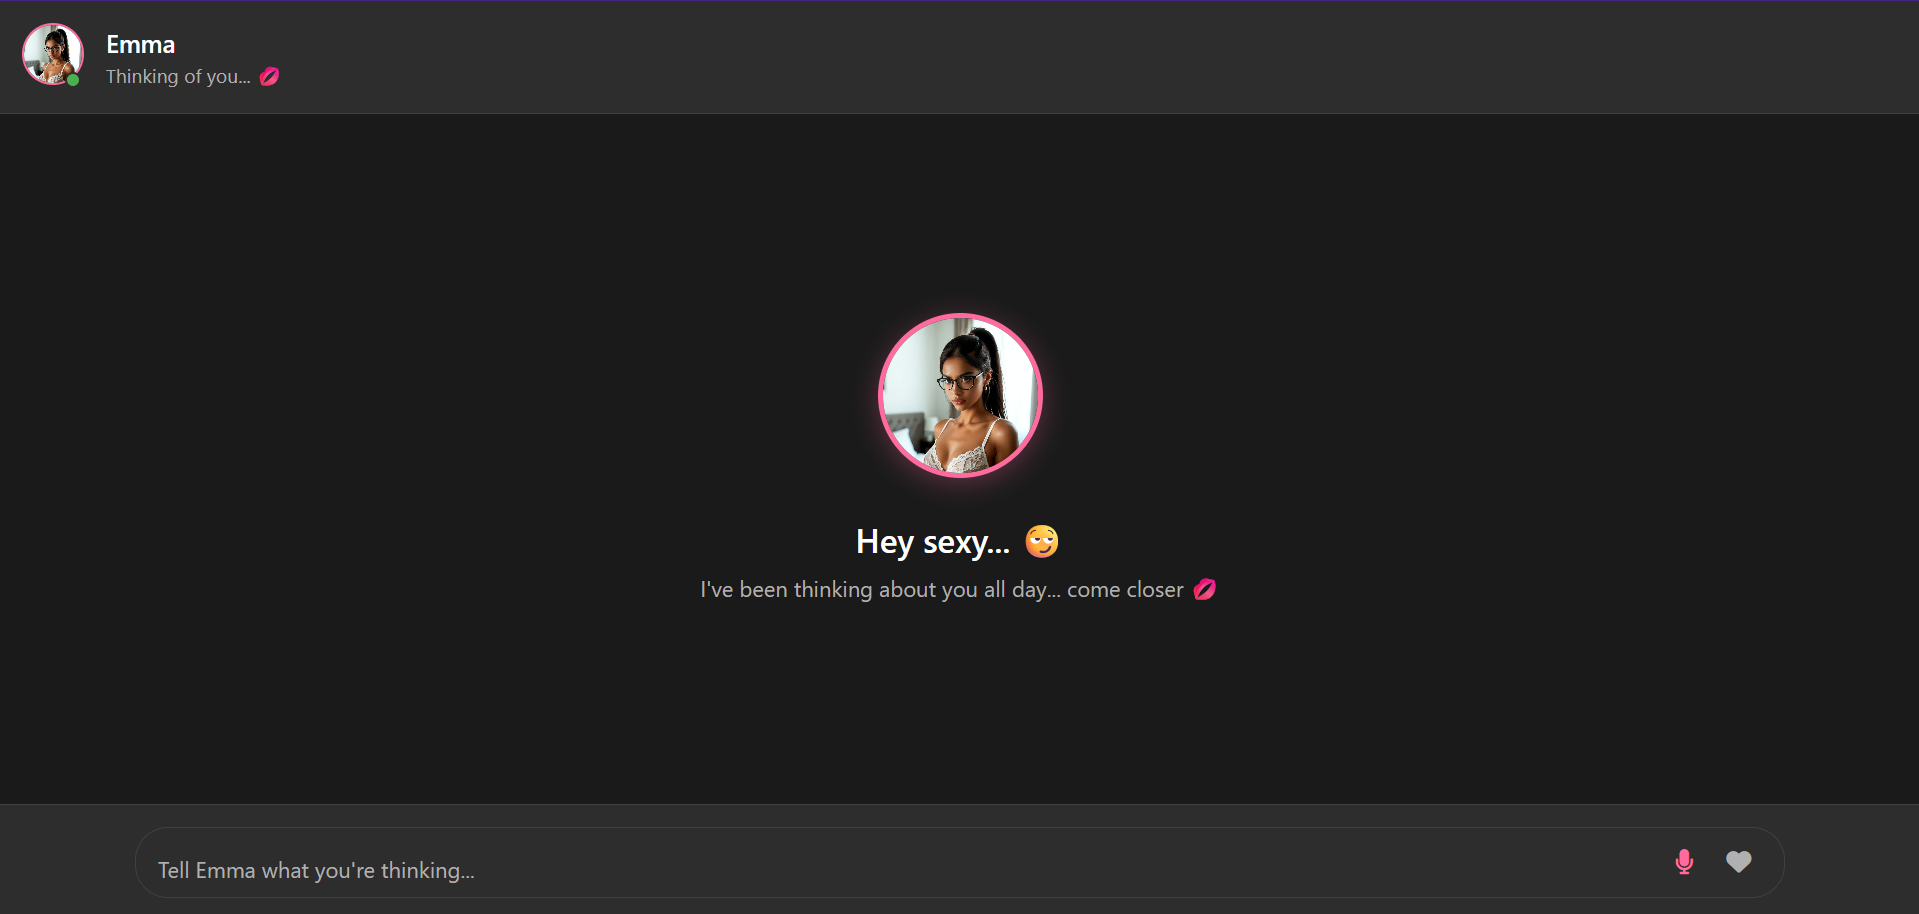 Emma
Thinking of you... 💋
Hey sexy... 😏
I've been thinking about you all day... come closer 💋
Tell Emma what you're thinking...